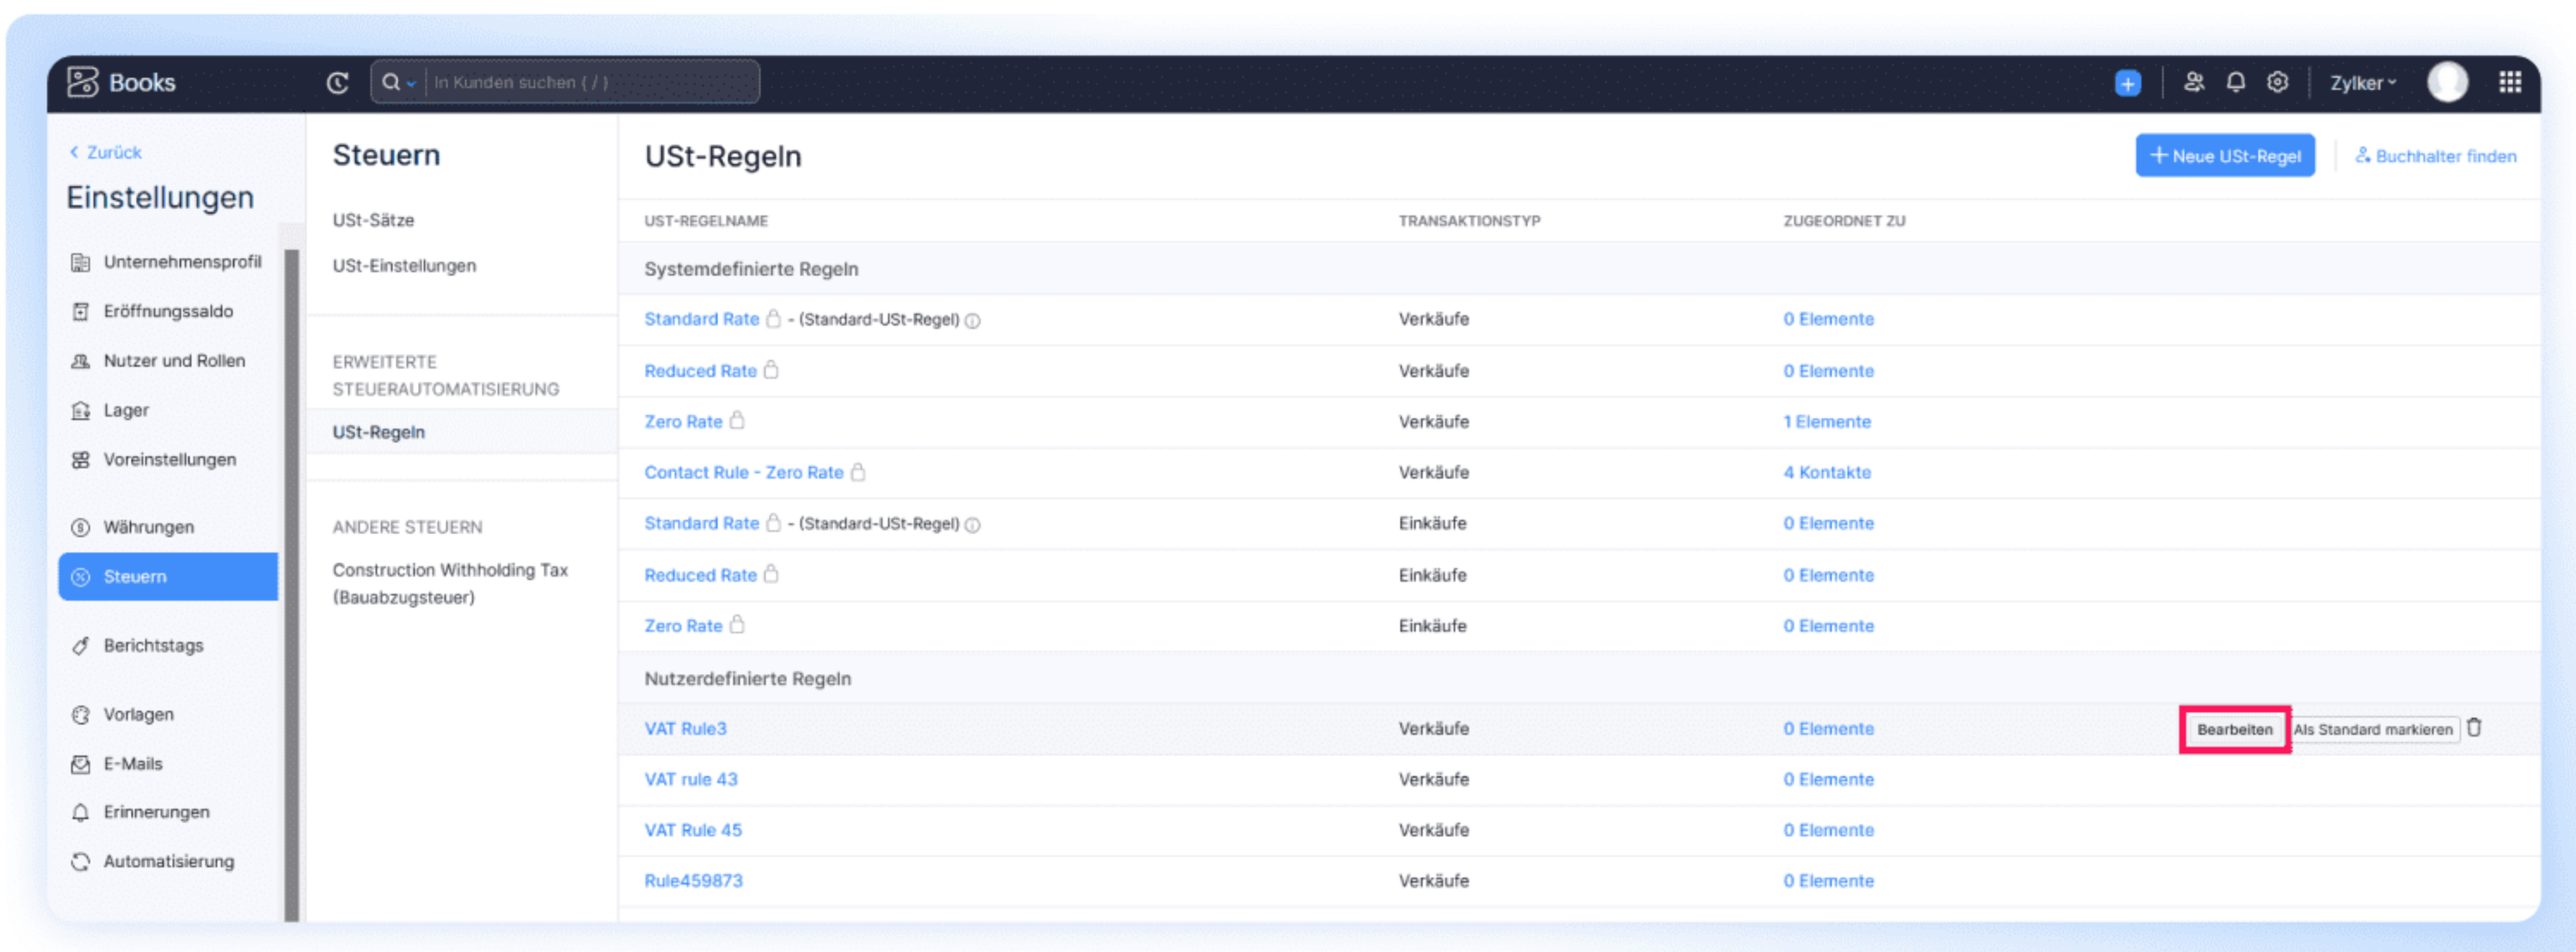 Books
In Kunden suchen ( / )
Zylker
Zurück
Einstellungen
Unternehmensprofil
Eröffnungssaldo
Nutzer und Rollen
Lager
Voreinstellungen
Währungen
Steuern
Berichtstags
Vorlagen
E-Mails
Erinnerungen
Automatisierung
Steuern
USt-Sätze
USt-Einstellungen
ERWEITERTE
STEUERAUTOMATISIERUNG
USt-Regeln
ANDERE STEUERN
Construction Withholding Tax
(Bauabzugsteuer)
USt-Regeln
+ Neue USt-Regel
Buchhalter finden
UST-REGELNAME TRANSAKTIONSTYP ZUGEORDNET ZU
Systemdefinierte Regeln
Standard Rate - (Standard-USt-Regel) Verkäufe 0 Elemente
Reduced Rate Verkäufe 0 Elemente
Zero Rate Verkäufe 1 Elemente
Contact Rule - Zero Rate Verkäufe 4 Kontakte
Standard Rate - (Standard-USt-Regel) Einkäufe 0 Elemente
Reduced Rate Einkäufe 0 Elemente
Zero Rate Einkäufe 0 Elemente
Nutzerdefinierte Regeln
VAT Rule3 Verkäufe 0 Elemente Bearbeiten Als Standard markieren
VAT rule 43 Verkäufe 0 Elemente
VAT Rule 45 Verkäufe 0 Elemente
Rule459873 Verkäufe 0 Elemente